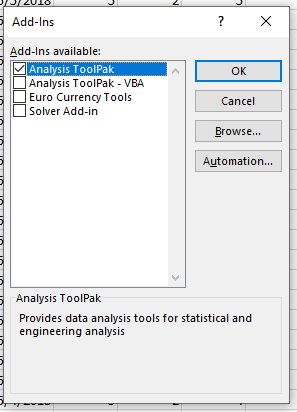 Add-Ins
Add-Ins available:
Analysis ToolPak
Analysis ToolPak - VBA
Euro Currency Tools
Solver Add-in
OK
Cancel
Browse...
Automation...
Analysis ToolPak
Provides data analysis tools for statistical and
engineering analysis